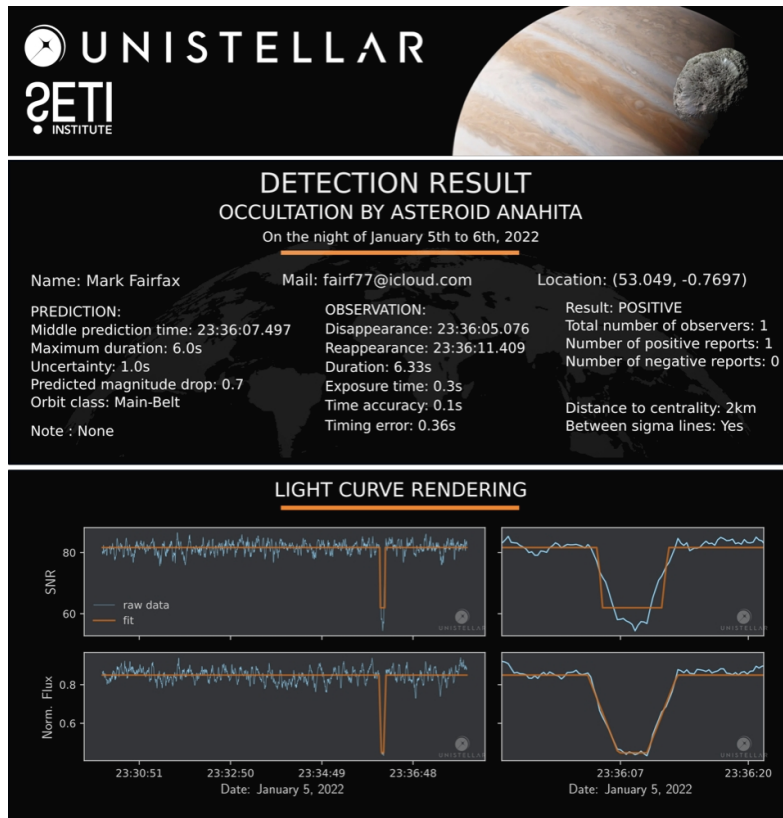 UNISTELLAR
SETI
INSTITUTE
DETECTION RESULT
OCCULTATION BY ASTEROID ANAHITA
On the night of January 5th to 6th, 2022
Name: Mark Fairfax
Mail: fairf77@icloud.com
Location: (53.049, -0.7697)
PREDICTION:
Middle prediction time: 23:36:07.497
Maximum duration: 6.0s
Uncertainty: 1.0s
Predicted magnitude drop: 0.7
Orbit class: Main-Belt
Note : None
OBSERVATION:
Disappearance: 23:36:05.076
Reappearance: 23:36:11.409
Duration: 6.33s
Exposure time: 0.3s
Time accuracy: 0.1s
Timing error: 0.36s
Result: POSITIVE
Total number of observers: 1
Number of positive reports: 1
Number of negative reports: 0
Distance to centrality: 2km
Between sigma lines: Yes
LIGHT CURVE RENDERING
SNR
80
60
raw data
fit
UNISTELLAR
UNISTELLAR
Norm. Flux
0.8
0.6
UNISTELLAR
UNISTELLAR
23:30:51
23:32:50
23:34:49
23:36:48
Date: January 5, 2022
23:36:07
23:36:20
Date: January 5, 2022